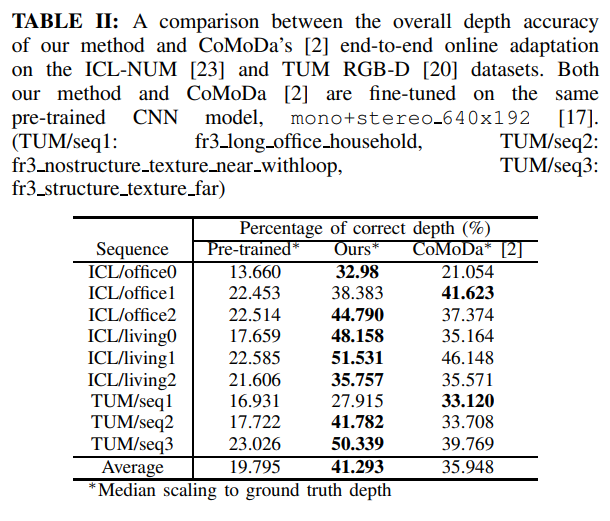 TABLE II: A comparison between the overall depth accuracy
of our method and CoMoDa's [2] end-to-end online adaptation
on the ICL-NUM [23] and TUM RGB-D [20] datasets. Both
our method and CoMoDa [2] are fine-tuned on the same
pre-trained CNN model, mono+stereo_640x192 [17].
(TUM/seq1: fr3_long_office_household, TUM/seq2:
fr3_nostructure_texture_near_withloop, TUM/seq3:
fr3_structure_texture_far)
Percentage of correct depth (%)
Sequence Pre-trained* Ours* CoMoDa* [2]
ICL/office0 13.660 32.98 21.054
ICL/office1 22.453 38.383 41.623
ICL/office2 22.514 44.790 37.374
ICL/living0 17.659 48.158 35.164
ICL/living1 22.585 51.531 46.148
ICL/living2 21.606 35.757 35.571
TUM/seq1 16.931 27.915 33.120
TUM/seq2 17.722 41.782 33.708
TUM/seq3 23.026 50.339 39.769
Average 19.795 41.293 35.948
*Median scaling to ground truth depth